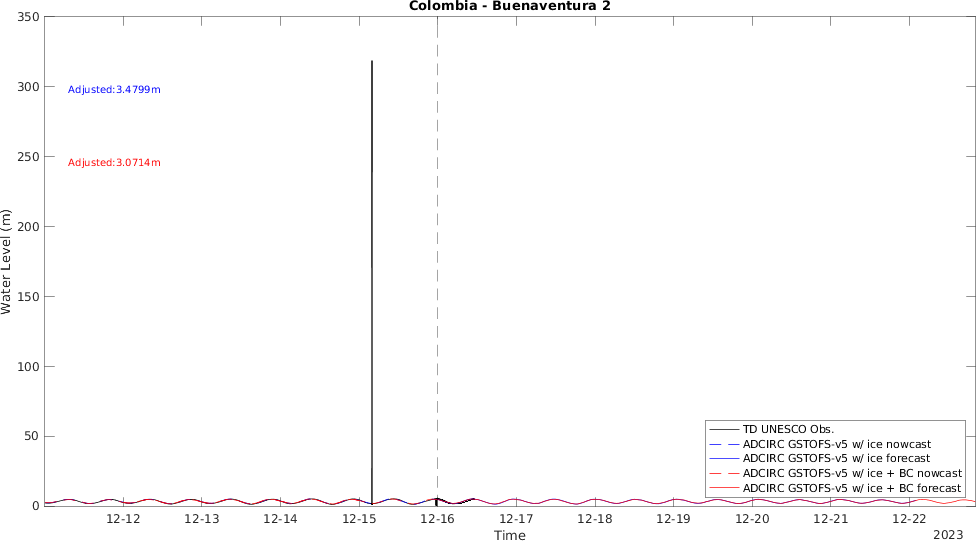 Colombia - Buenaventura 2
350
300
250
200
150
100
50
0
Water Level (m)
Adjusted:3.4799m
Adjusted:3.0714m
TD UNESCO Obs.
ADCIRC GSTOFS-v5 w/ ice nowcast
ADCIRC GSTOFS-v5 w/ ice forecast
ADCIRC GSTOFS-v5 w/ ice + BC nowcast
ADCIRC GSTOFS-v5 w/ ice + BC forecast
12-12 12-13 12-14 12-15 12-16 12-17 12-18 12-19 12-20 12-21 12-22
Time
2023